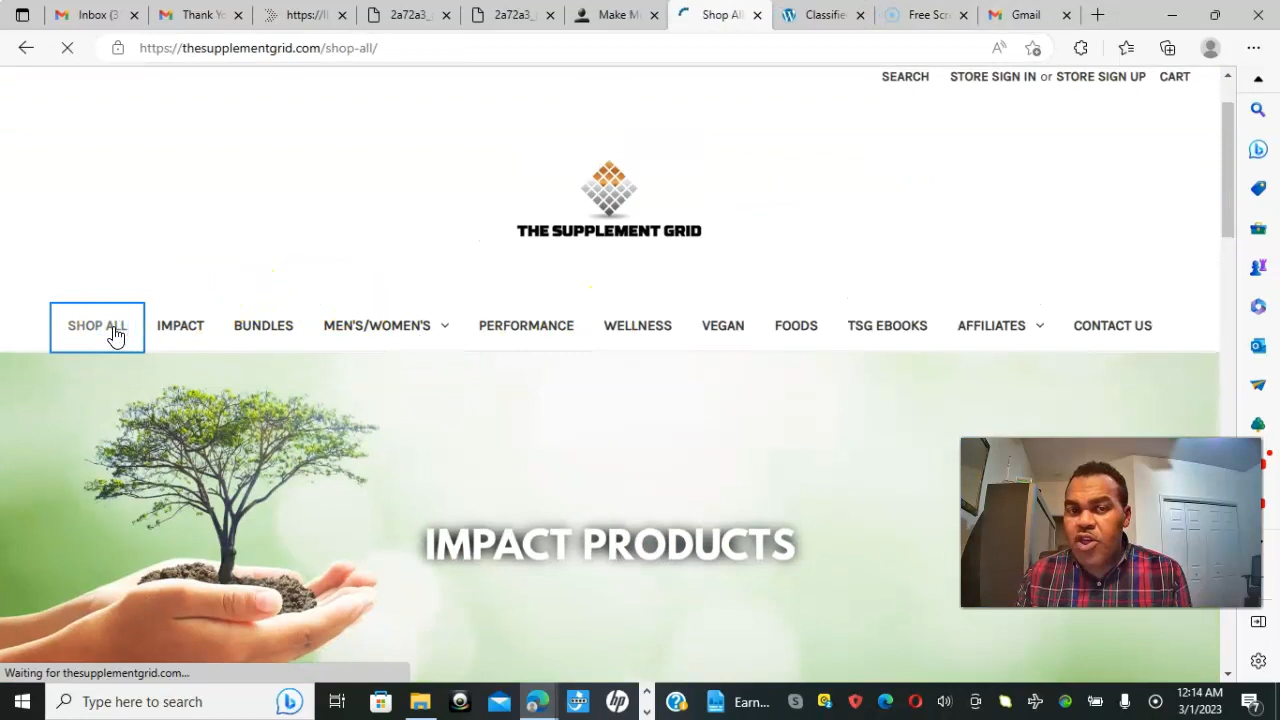 Inbox (3
Thank Yo
https://ll
2a72a3_
2a72a3_
Make M
Shop All
Classifie
Free Scre
Gmail
https://thesupplementgrid.com/shop-all/
SEARCH STORE SIGN IN or STORE SIGN UP CART
THE SUPPLEMENT GRID
SHOP ALL IMPACT BUNDLES MEN'S/WOMEN'S PERFORMANCE WELLNESS VEGAN FOODS TSG EBOOKS AFFILIATES CONTACT US
IMPACT PRODUCTS
Waiting for thesupplementgrid.com...
Type here to search
Earn...
12:14 AM
3/1/2023